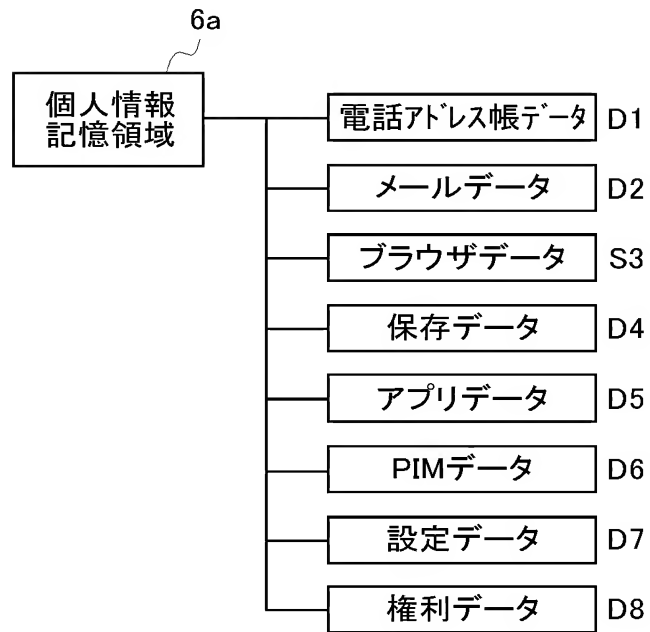 6a
個人情報
記憶領域
電話アドレス帳データ D1
メールデータ D2
ブラウザデータ S3
保存データ D4
アプリデータ D5
PIMデータ D6
設定データ D7
権利データ D8